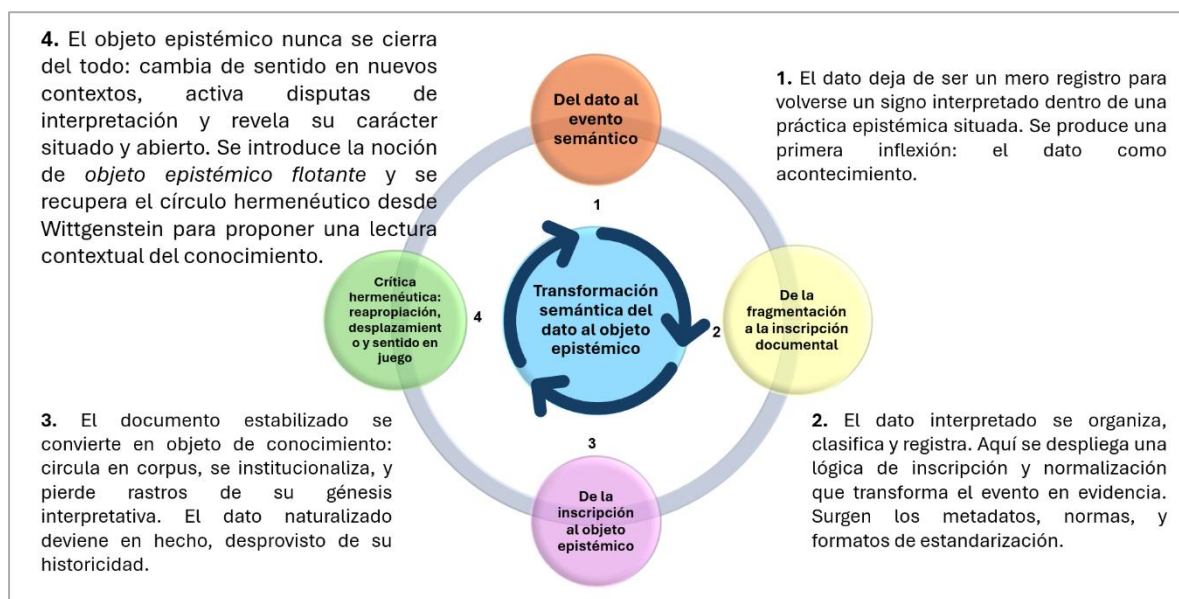 4. El objeto epistémico nunca se cierra
del todo: cambia de sentido en nuevos
contextos, activa disputas de
interpretación y revela su carácter
situado y abierto. Se introduce la noción
de objeto epistémico flotante y se
recupera el círculo hermenéutico desde
Wittgenstein para proponer una lectura
contextual del conocimiento.
Del dato al
evento
semántico
1
1. El dato deja de ser un mero registro para
volverse un signo interpretado dentro de una
práctica epistémica situada. Se produce una
primera inflexión: el dato como
acontecimiento.
Crítica
hermenéutica:
reapropiación,
desplazamient
o y sentido en
juego
4
Transformación
semántica del
dato al objeto
epistémico
2
De la
fragmentación
a la inscripción
documental
3
3. El documento estabilizado se
convierte en objeto de conocimiento:
circula en corpus, se institucionaliza, y
pierde rastros de su génesis
interpretativa. El dato naturalizado
deviene en hecho, desprovisto de su
historicidad.
De la
inscripción
al objeto
epistémico
2. El dato interpretado se organiza,
clasifica y registra. Aquí se despliega una
lógica de inscripción y normalización
que transforma el evento en evidencia.
Surgen los metadatos, normas, y
formatos de estandarización.